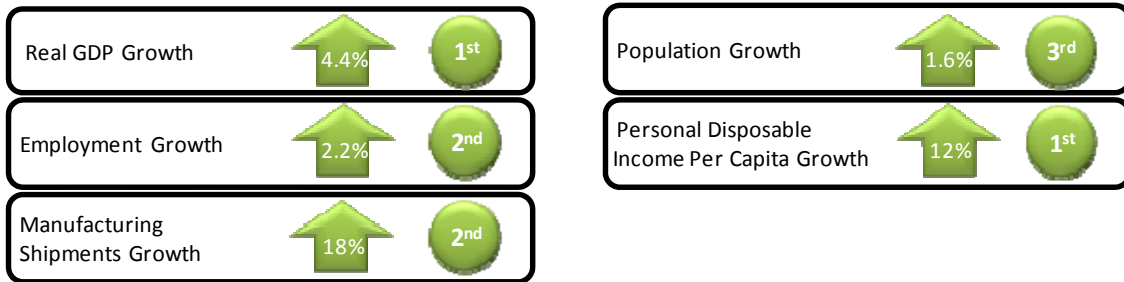 Real GDP Growth 4.4% 1st
Employment Growth 2.2% 2nd
Manufacturing
Shipments Growth 18% 2nd
Population Growth 1.6% 3rd
Personal Disposable
Income Per Capita Growth 12% 1st